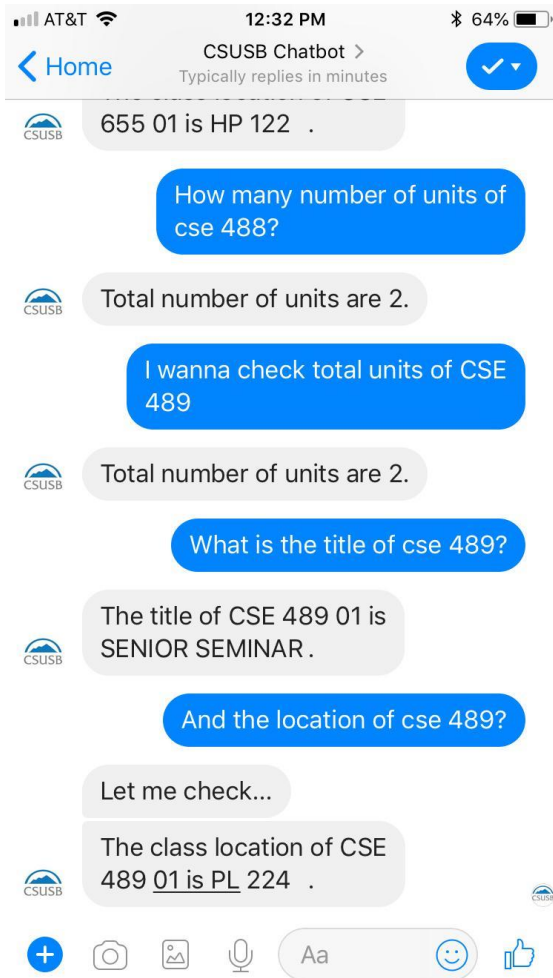 AT&T 12:32 PM 64%
Home CSUSB Chatbot
Typically replies in minutes
CSUSB 655 01 is HP 122 .
How many number of units of
cse 488?
CSUSB Total number of units are 2.
I wanna check total units of CSE
489
CSUSB Total number of units are 2.
What is the title of cse 489?
The title of CSE 489 01 is
CSUSB SENIOR SEMINAR .
And the location of cse 489?
Let me check...
The class location of CSE
CSUSB 489 01 is PL 224 .
CSUSB
Aa